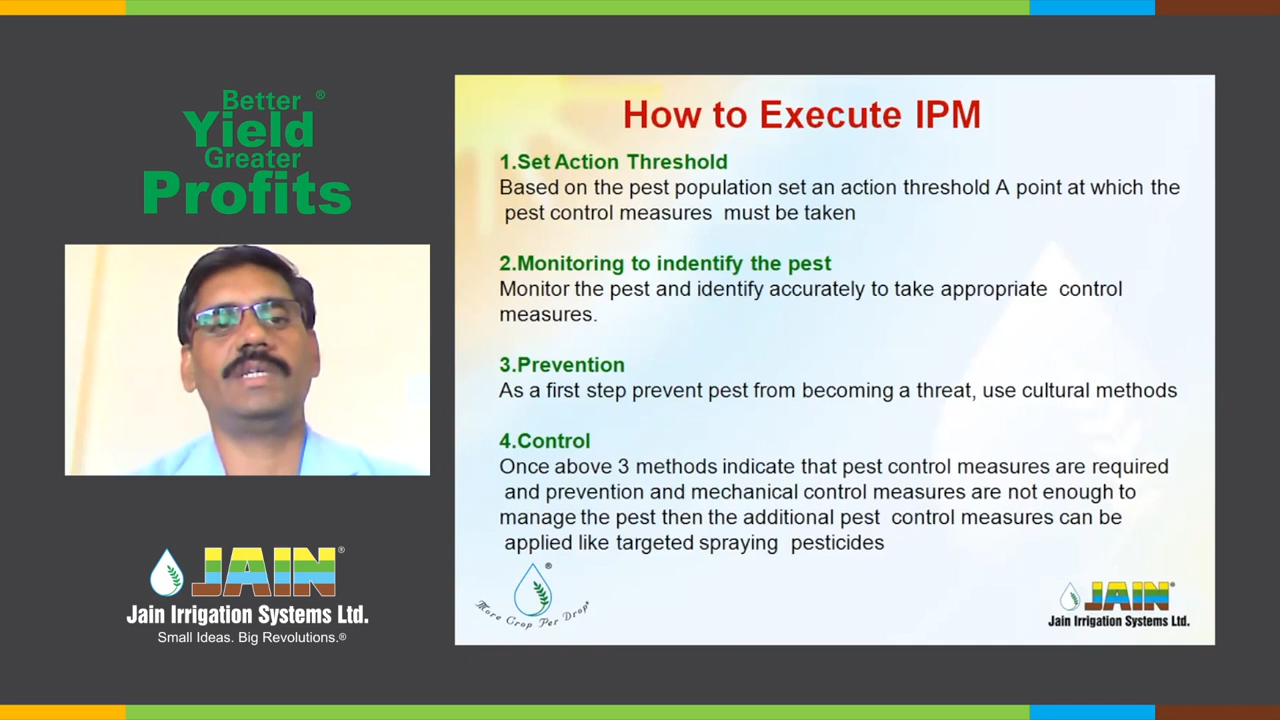 Better ®
Yield
Greater
Profits
JAIN®
Jain Irrigation Systems Ltd.
Small Ideas. Big Revolutions.®
How to Execute IPM
1.Set Action Threshold
Based on the pest population set an action threshold A point at which the
pest control measures must be taken
2.Monitoring to indentify the pest
Monitor the pest and identify accurately to take appropriate control
measures.
3.Prevention
As a first step prevent pest from becoming a threat, use cultural methods
4.Control
Once above 3 methods indicate that pest control measures are required
and prevention and mechanical control measures are not enough to
manage the pest then the additional pest control measures can be
applied like targeted spraying pesticides
®
More Crop Per Drop®
JAIN®
Jain Irrigation Systems Ltd.